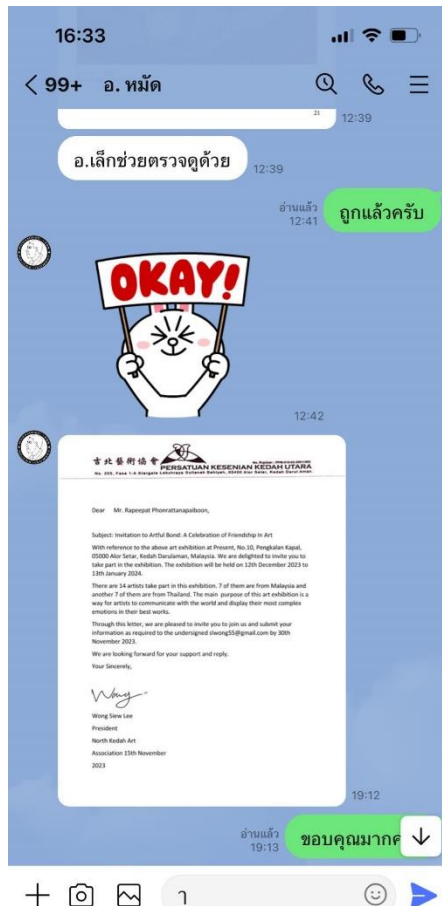 16:33
99+ อ. หมัด
21
12:39
อ.เล็กช่วยตรวจดูด้วย
12:39
อ่านแล้ว
12:41
ถูกแล้วครับ
OKAY!
12:42
吉北藝術協會
PERSATUAN KESENIAN KEDAH UTARA
Dear Mr. Rapeepat Phonrattanapaiboon,
Subject: Invitation to Artful Bond: A Celebration of Friendship in Art
With reference to the above art exhibition at Present, No.10, Pengkalan Kapal,
05000 Alor Setar, Kedah Darulaman, Malaysia. We are delighted to invite you to
take part in the exhibition. The exhibition will be held on 12th December 2023 to
13th January 2024.
There are 14 artists take part in this exhibition. 7 of them are from Malaysia and
another 7 of them are from Thailand. The main purpose of this art exhibition is a
way for artists to communicate with the world and display their most complex
emotions in their best works.
Through this letter, we are pleased to invite you to join us and submit your
information as required to the undersigned slwong55@gmail.com by 30th
November 2023.
We are looking forward for your support and reply.
Your Sincerely,
Wong
Wong Siew Lee
President
North Kedah Art
Association 15th November
2023
19:12
อ่านแล้ว
19:13
ขอบคุณมาก
า